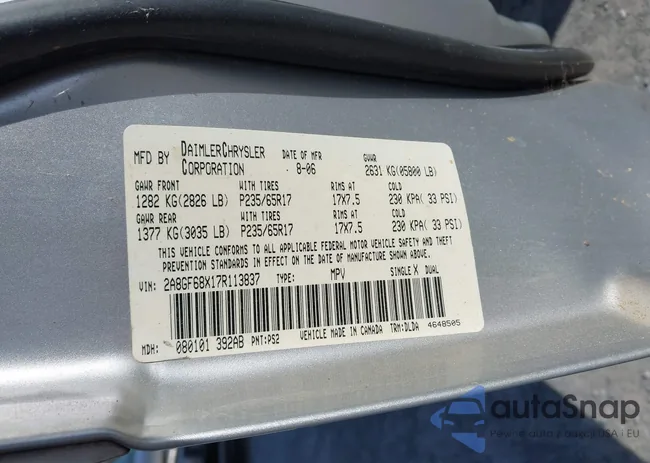 MFD BY DAIMLERCHRYSLER CORPORATION DATE OF MFR 8-06 GVWR 2631 KG(05800 LB)
GAWR FRONT WITH TIRES RIMS AT COLD
1282 KG(2826 LB) P235/65R17 17X7.5 230 KPA( 33 PSI)
GAWR REAR WITH TIRES RIMS AT COLD
1377 KG(3035 LB) P235/65R17 17X7.5 230 KPA( 33 PSI)
THIS VEHICLE CONFORMS TO ALL APPLICABLE FEDERAL MOTOR VEHICLE SAFETY AND THEFT
PREVENTION STANDARDS IN EFFECT ON THE DATE OF MANUFACTURE SHOWN ABOVE.
VIN: 2A8GF68X17R113837 TYPE: MPV SINGLE X DUAL
MDH: 080101 392AB PNT:PS2 VEHICLE MADE IN CANADA TRM:DLDA 4648505
autaSnap